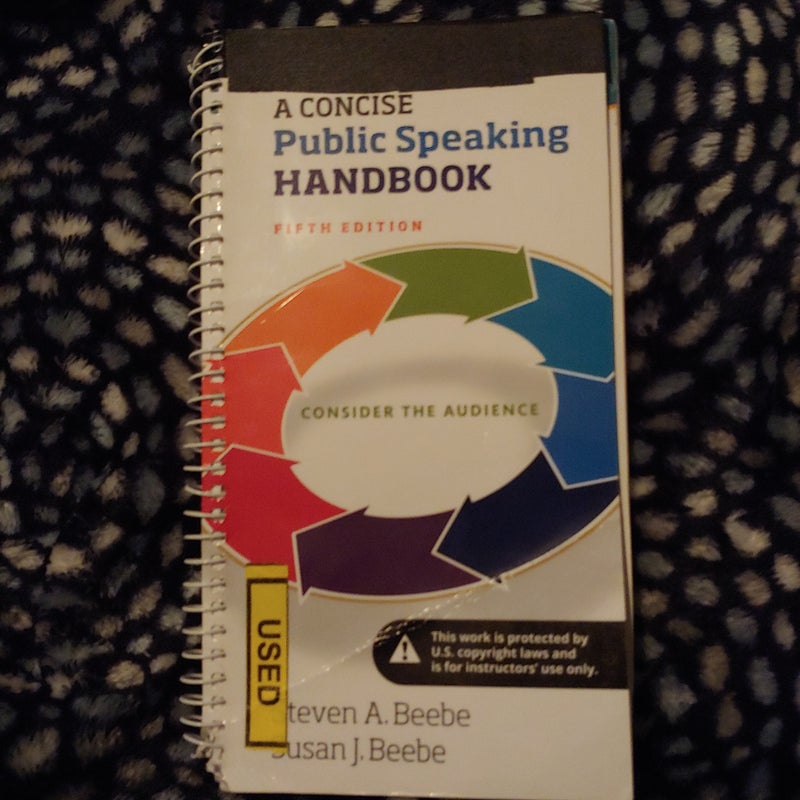 A CONCISE
Public Speaking
HANDBOOK
FIFTH EDITION
CONSIDER THE AUDIENCE
This work is protected by
U.S. copyright laws and
is for instructors' use only.
USED
teven A. Beebe
usan J. Beebe